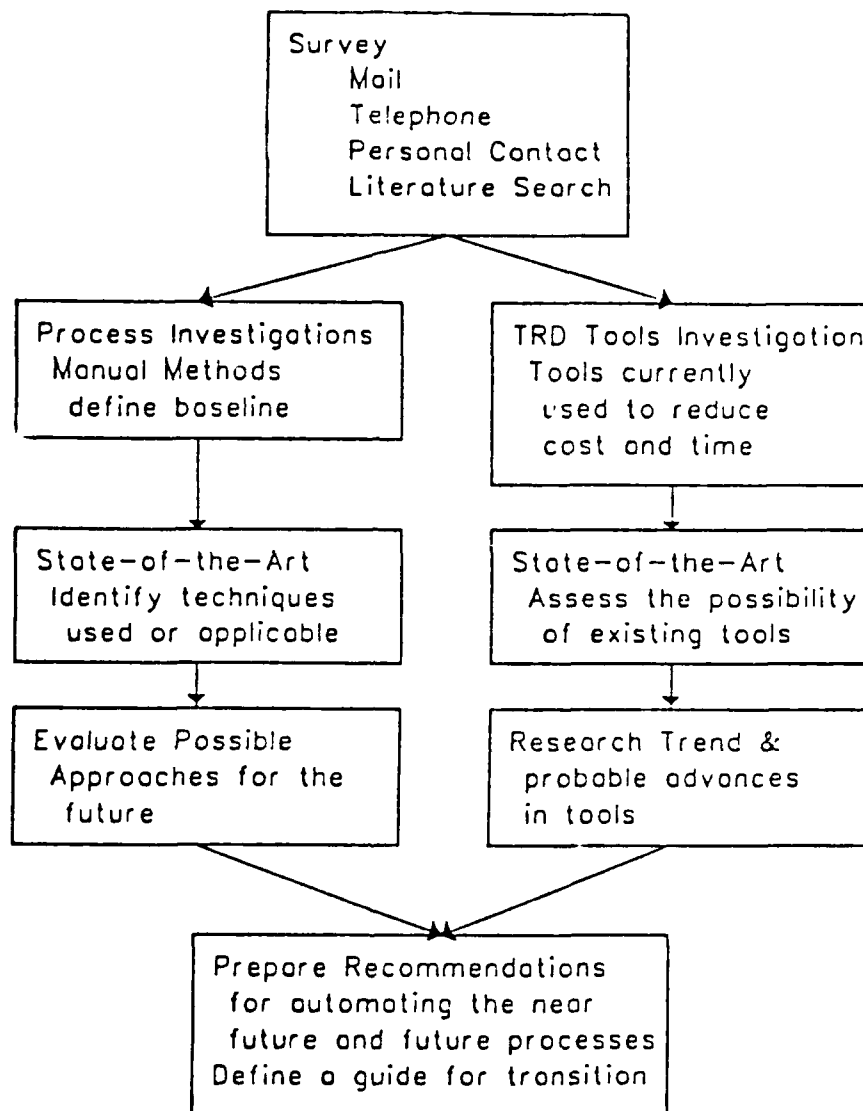 Survey
Mail
Telephone
Personal Contact
Literature Search
Process Investigations
Manual Methods
define baseline
TRD Tools Investigation
Tools currently
used to reduce
cost and time
State-of-the-Art
Identify techniques
used or applicable
State-of-the-Art
Assess the possibility
of existing tools
Evaluate Possible
Approaches for the
future
Research Trend &
probable advances
in tools
Prepare Recommendations
for automating the near
future and future processes
Define a guide for transition